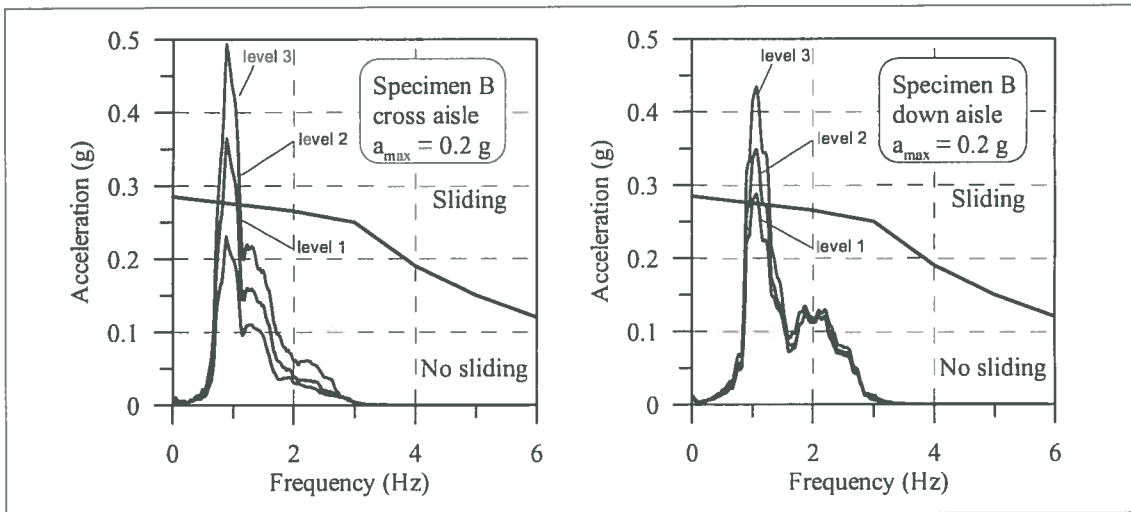 0.5
0.4
0.3
0.2
0.1
0
Acceleration (g)
level 3
level 2
level 1
Specimen B
cross aisle
a_max = 0.2 g
Sliding
No sliding
0 2 4 6
Frequency (Hz)
0.5
0.4
0.3
0.2
0.1
0
Acceleration (g)
level 3
level 2
level 1
Specimen B
down aisle
a_max = 0.2 g
Sliding
No sliding
0 2 4 6
Frequency (Hz)